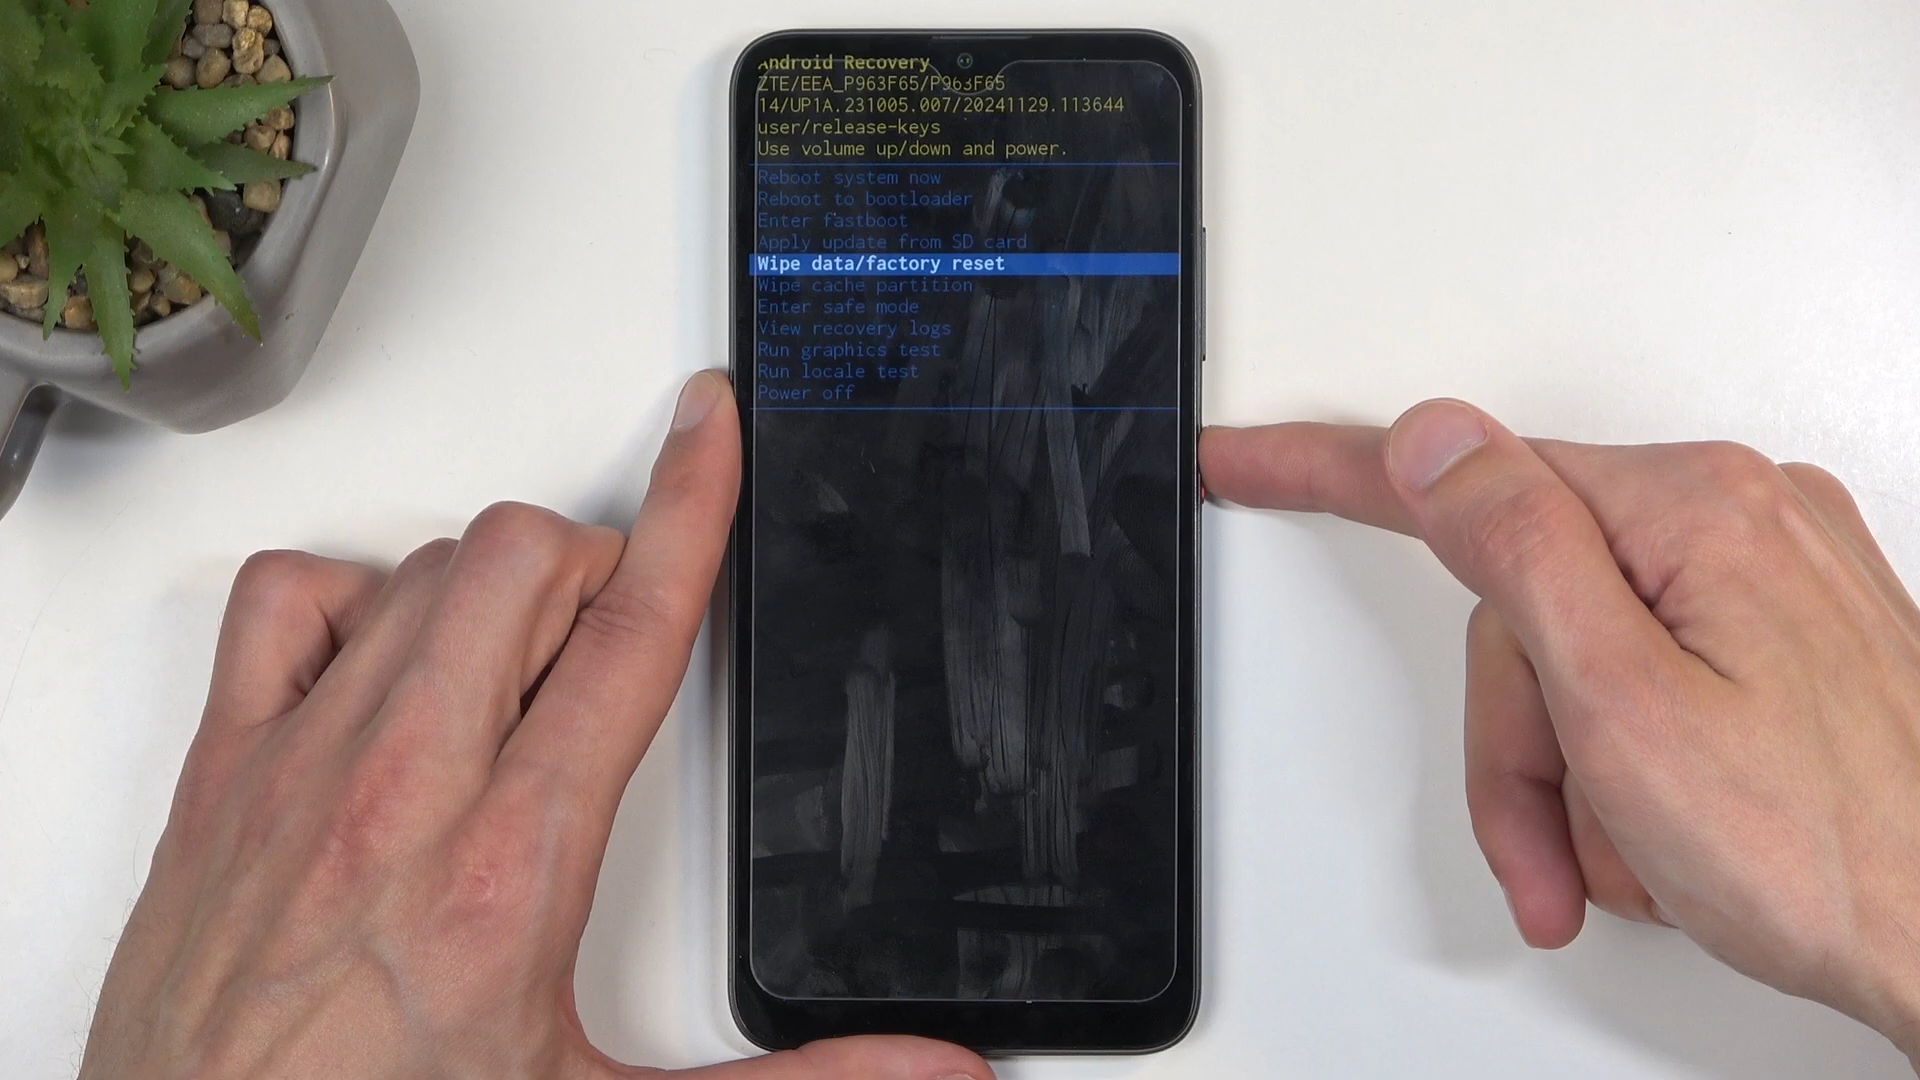 Android Recovery
ZTE/EEA_P963F65/P963F65
14/UP1A.231005.007/20241129.113644
user/release-keys
Use volume up/down and power.
Reboot system now
Reboot to bootloader
Enter fastboot
Apply update from SD card
Wipe data/factory reset
Wipe cache partition
Enter safe mode
View recovery logs
Run graphics test
Run locale test
Power off